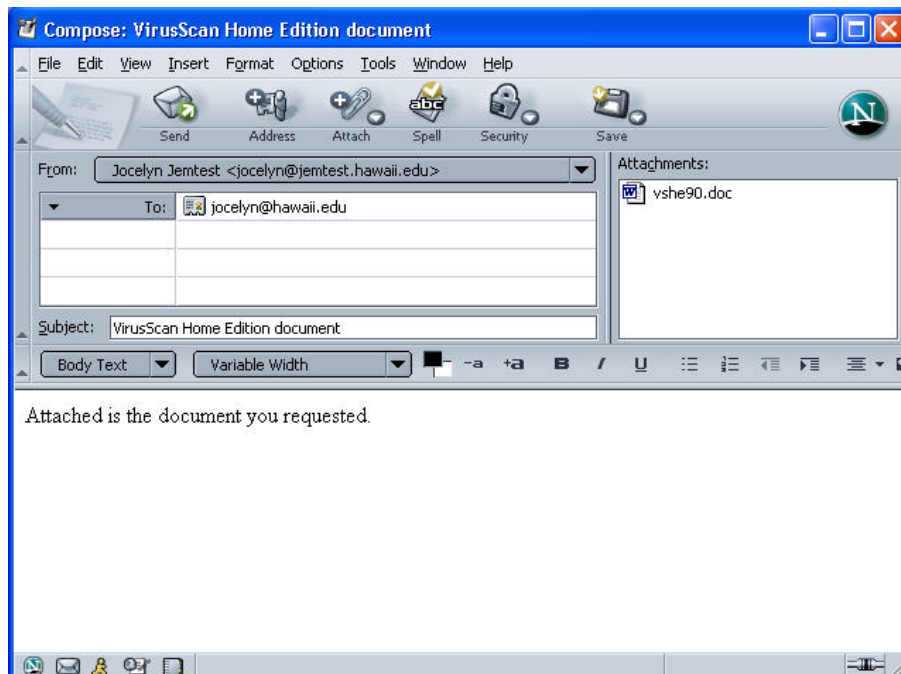 Compose: VirusScan Home Edition document
File Edit View Insert Format Options Tools Window Help
Send Address Attach Spell Security Save
N
From: Jocelyn Jemtest <jocelyn@jemtest.hawaii.edu>
Attachments:
To: jocelyn@hawaii.edu
vshe90.doc
Subject: VirusScan Home Edition document
Body Text Variable Width -a +a B I U
Attached is the document you requested.